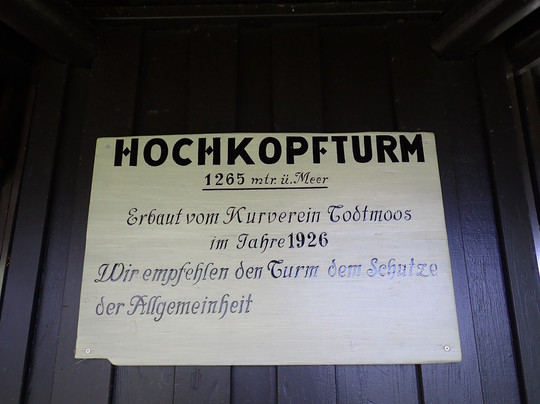 HOCHKOPFTURM
1265 mtr. ü. Meer
Erbaut vom Kurverein Todtmoos
im Jahre 1926
Wir empfehlen den Turm dem Schutze
der Allgemeinheit